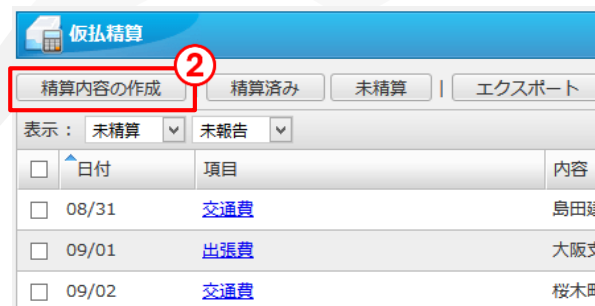 仮払精算
2
精算内容の作成 精算済み 未精算 | エクスポート
表示： 未精算 未報告
日付 項目 内容
08/31 交通費 島田
09/01 出張費 大阪支
09/02 交通費 桜木町